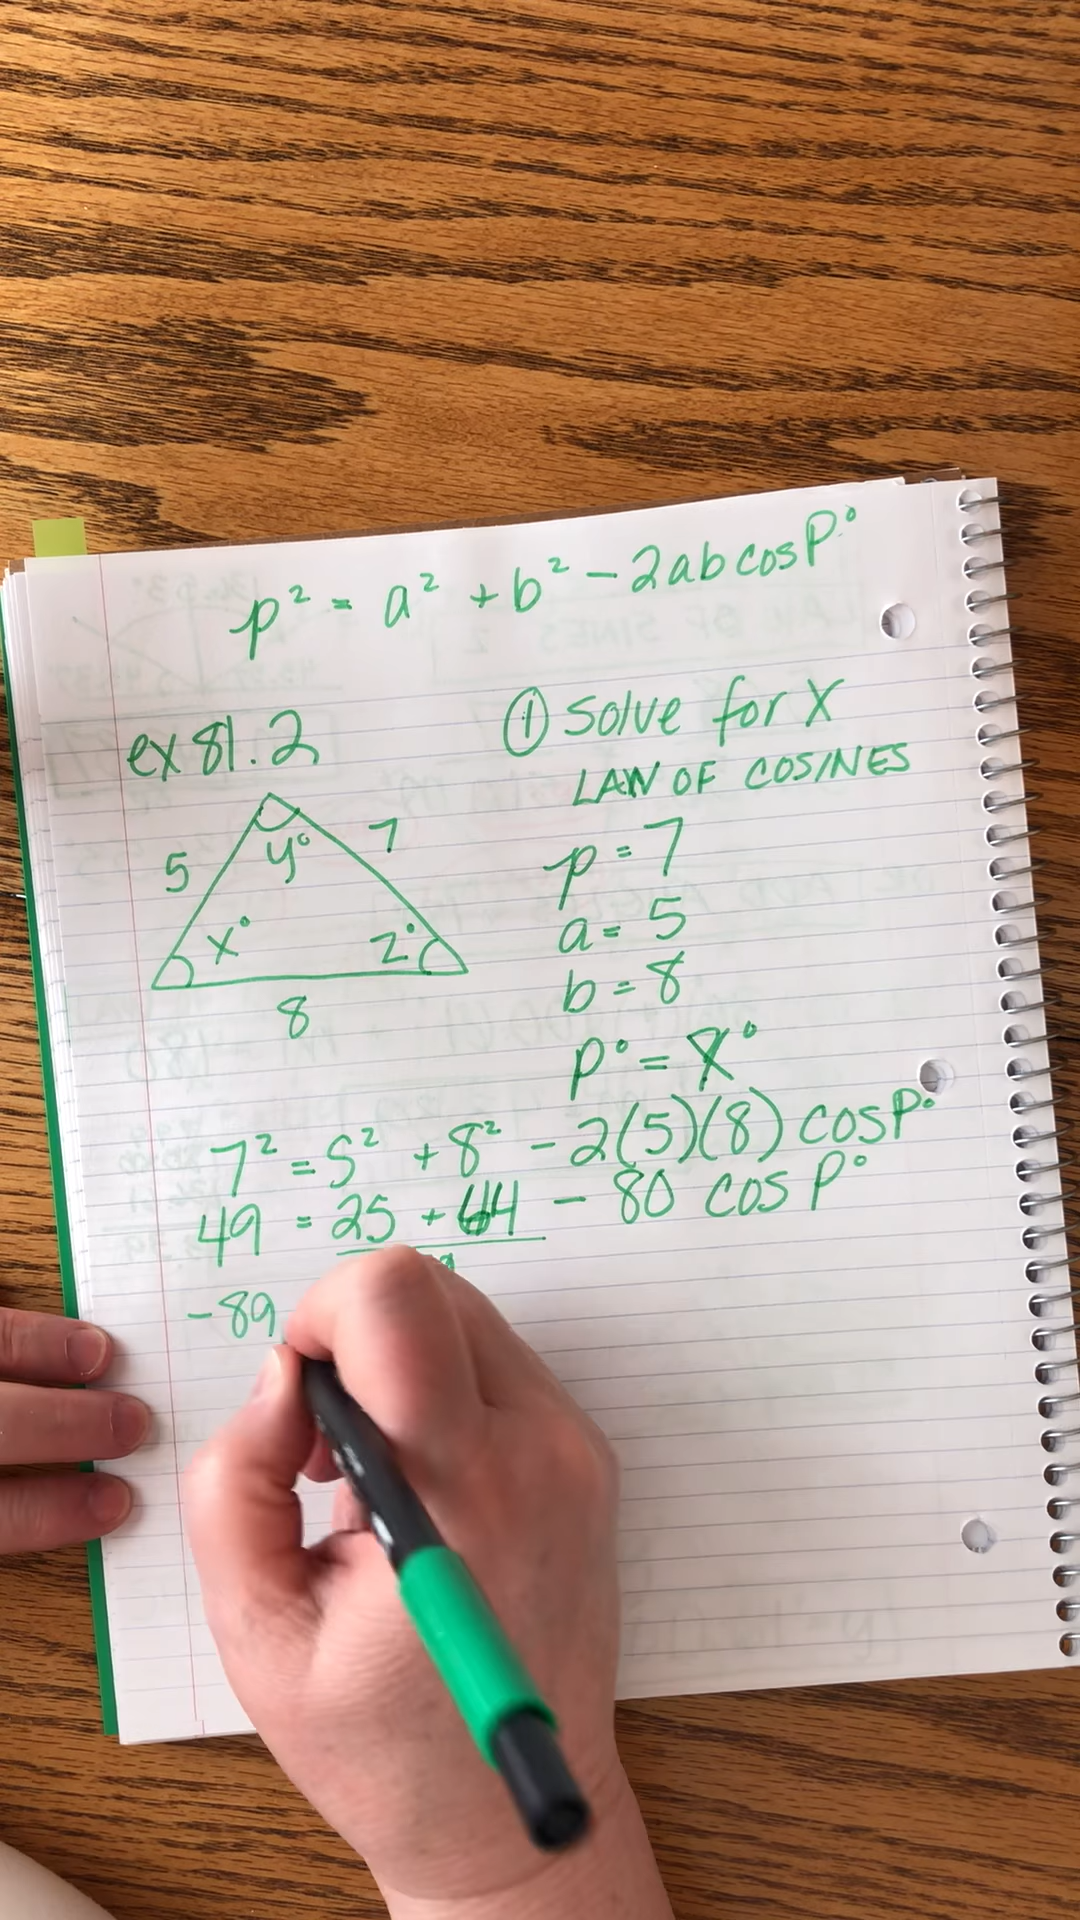 p² = a² + b² - 2ab cos P°
ex 81.2
① Solve for X
LAW OF COSINES
5
y°
7
x°
z°
8
p = 7
a = 5
b = 8
P° = X°
7² = 5² + 8² - 2(5)(8) cos P°
49 = 25 + 64 - 80 cos P°
-89